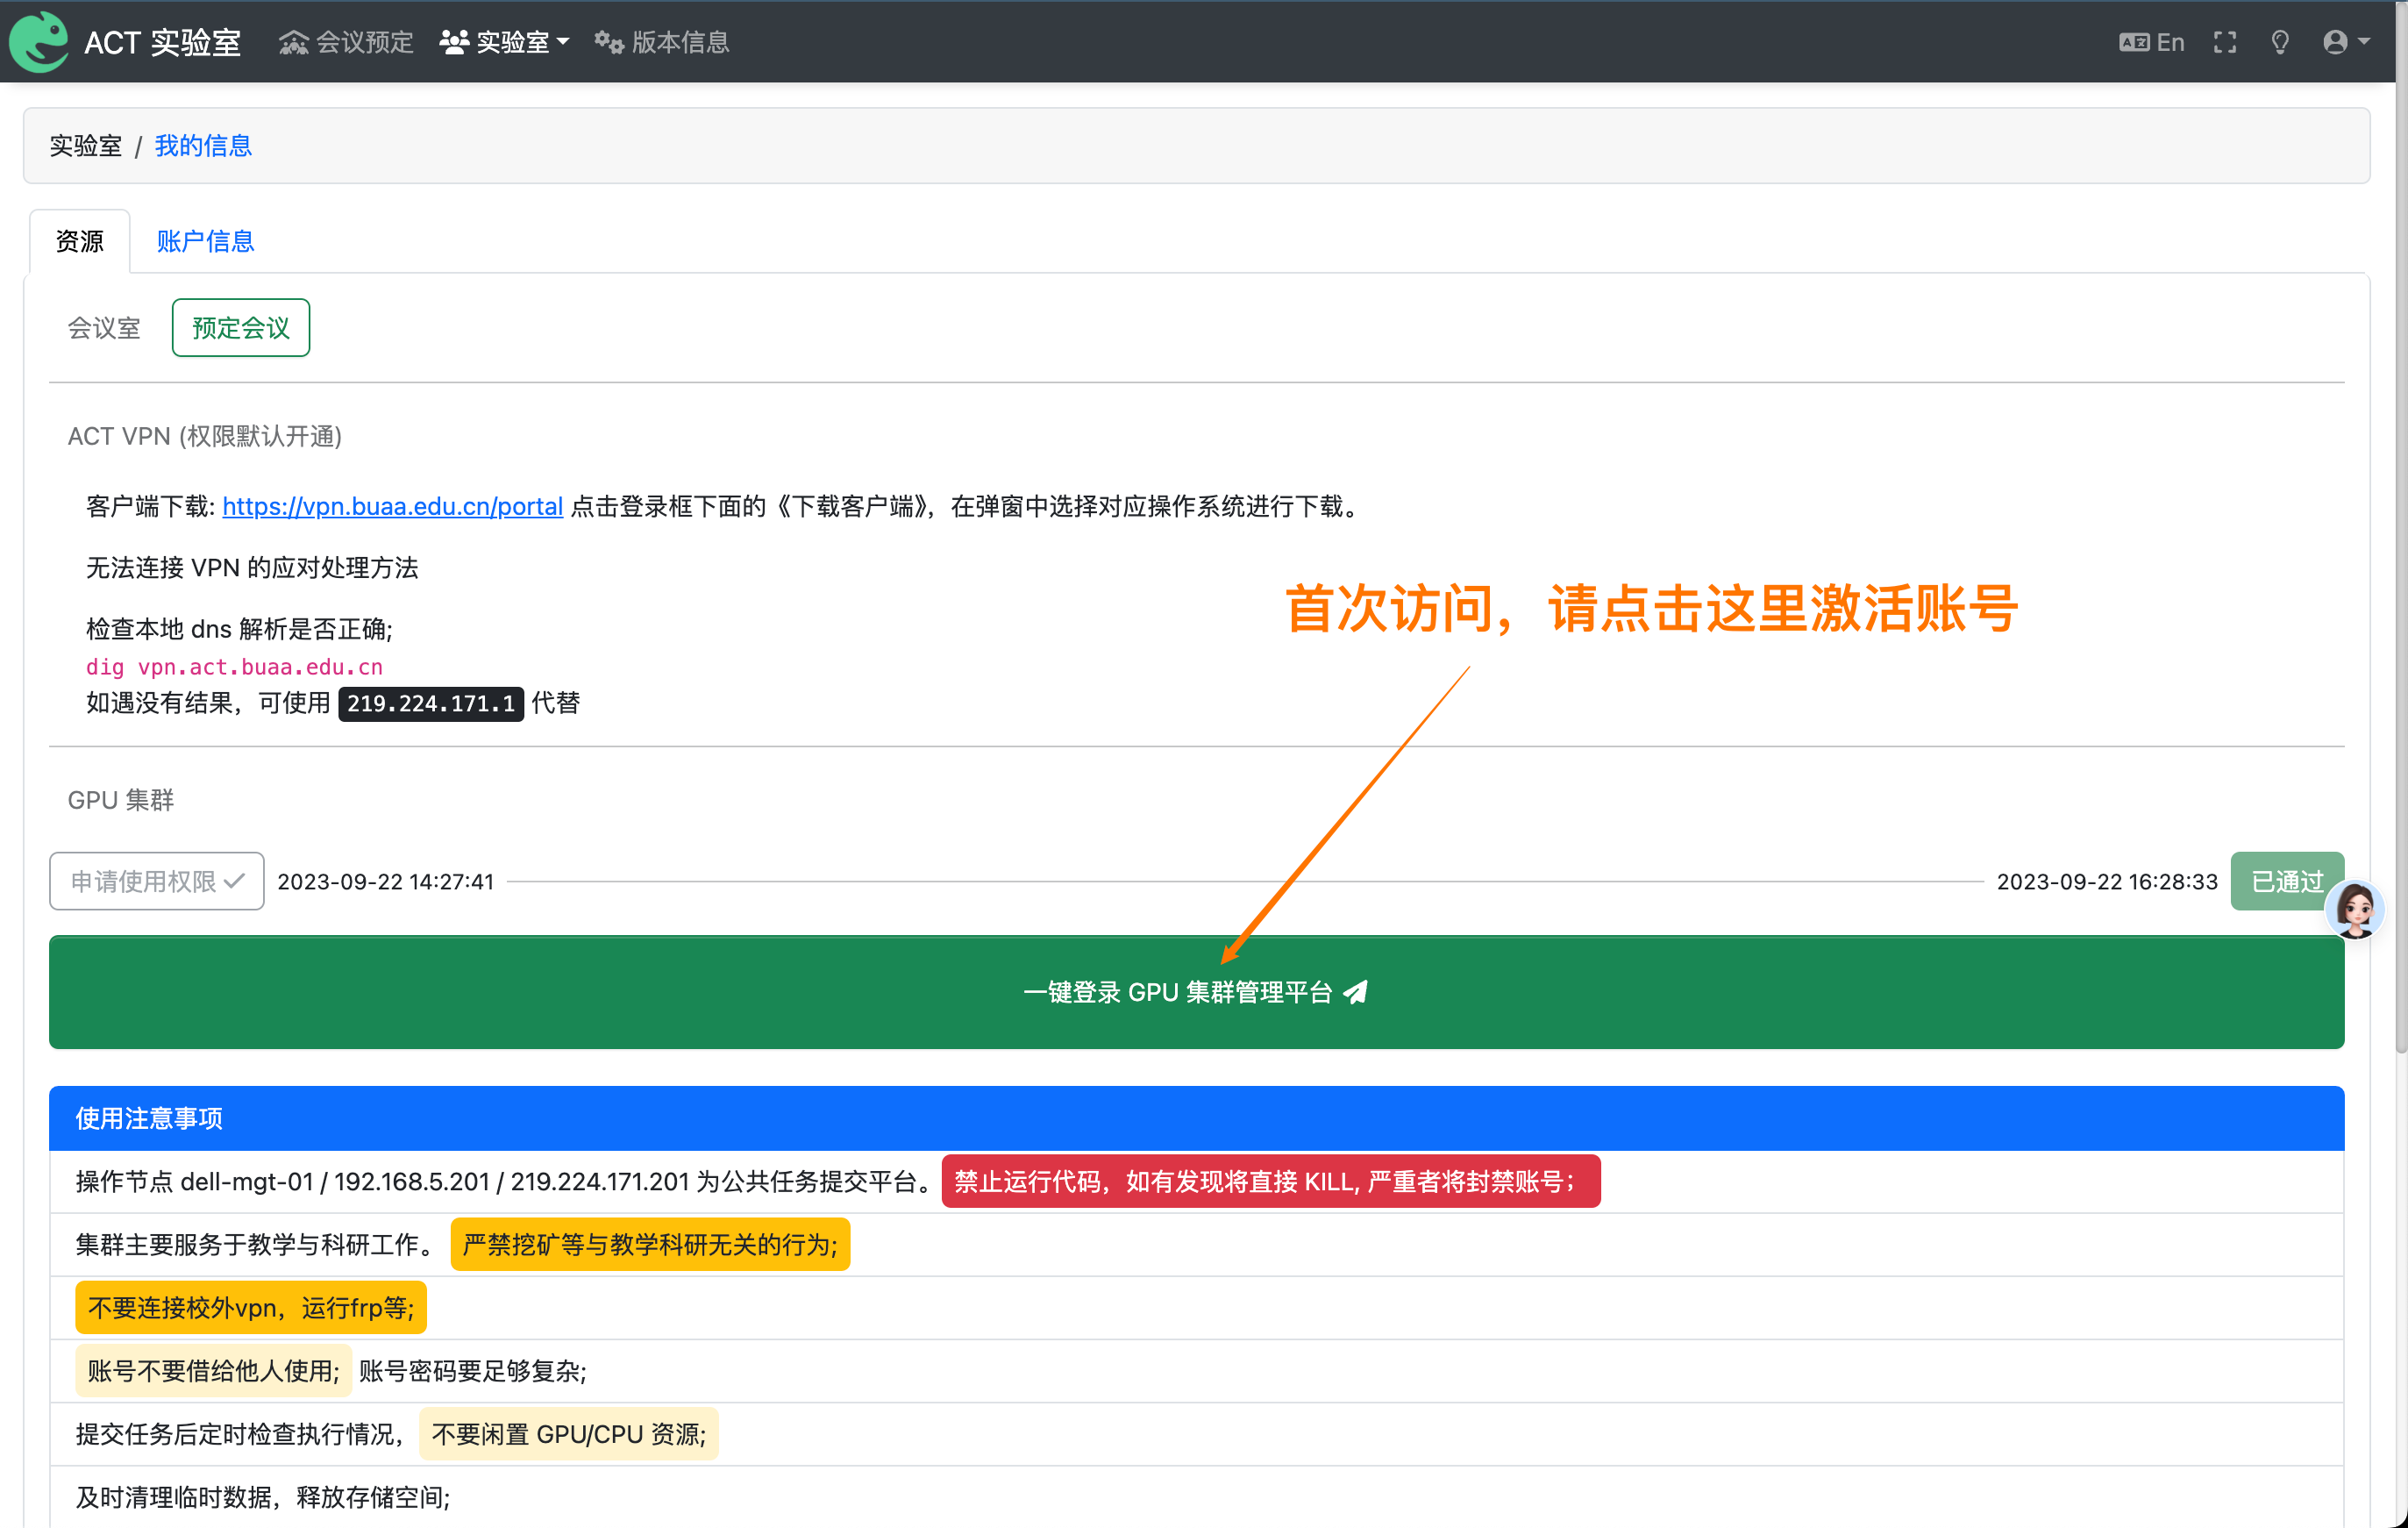 ACT 实验室 会议预定 实验室 版本信息 En
实验室 / 我的信息
资源 账户信息
会议室 预定会议
ACT VPN (权限默认开通)
客户端下载: https://vpn.buaa.edu.cn/portal 点击登录框下面的《下载客户端》，在弹窗中选择对应操作系统进行下载。
无法连接 VPN 的应对处理方法
首次访问，请点击这里激活账号
检查本地 dns 解析是否正确;
dig vpn.act.buaa.edu.cn
如遇没有结果，可使用 219.224.171.1 代替
GPU 集群
申请使用权限 2023-09-22 14:27:41 2023-09-22 16:28:33 已通过
一键登录 GPU 集群管理平台
使用注意事项
操作节点 dell-mgt-01 / 192.168.5.201 / 219.224.171.201 为公共任务提交平台。 禁止运行代码，如有发现将直接 KILL, 严重者将封禁账号；
集群主要服务于教学与科研工作。 严禁挖矿等与教学科研无关的行为;
不要连接校外vpn，运行frp等;
账号不要借给他人使用; 账号密码要足够复杂;
提交任务后定时检查执行情况， 不要闲置 GPU/CPU 资源;
及时清理临时数据，释放存储空间;